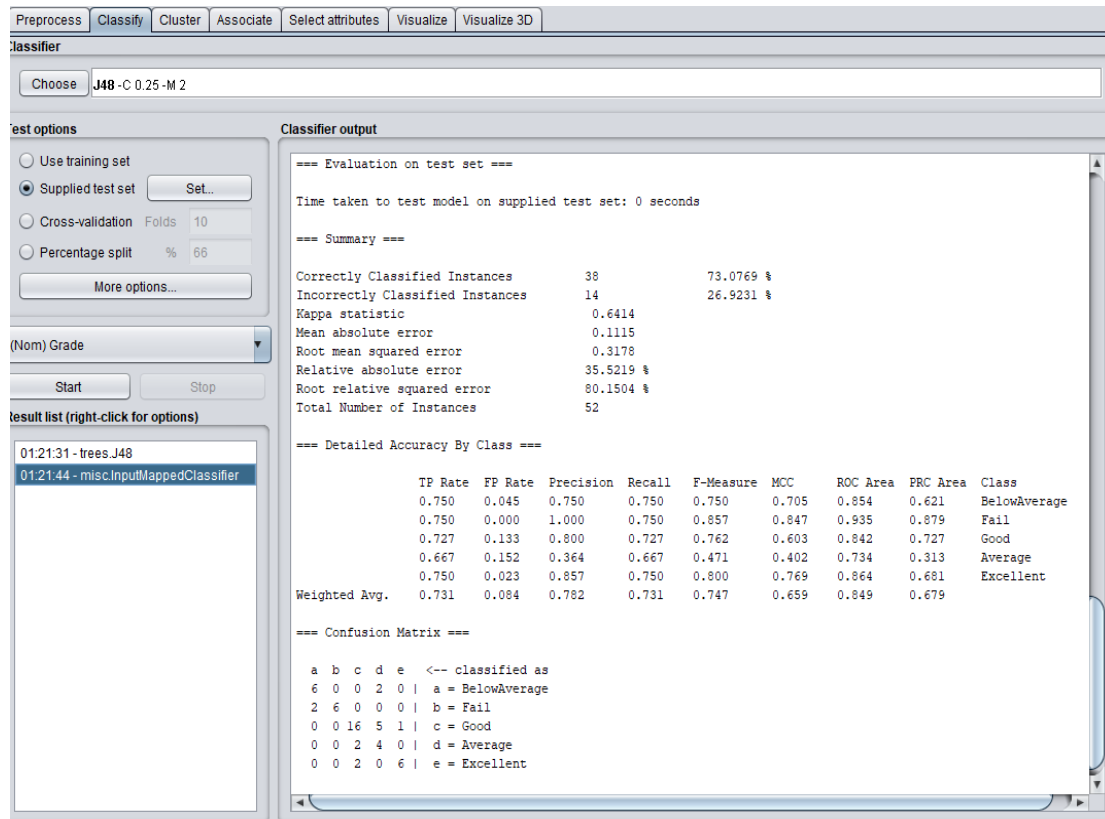 Preprocess Classify Cluster Associate Select attributes Visualize Visualize 3D
Classifier
Choose J48 -C 0.25 -M 2
Test options
Use training set
Supplied test set Set...
Cross-validation Folds 10
Percentage split % 66
More options...
(Nom) Grade
Start Stop
Result list (right-click for options)
01:21:31 - trees.J48
01:21:44 - misc.InputMappedClassifier
Classifier output
=== Evaluation on test set ===
Time taken to test model on supplied test set: 0 seconds
=== Summary ===
Correctly Classified Instances 38 73.0769 %
Incorrectly Classified Instances 14 26.9231 %
Kappa statistic 0.6414
Mean absolute error 0.1115
Root mean squared error 0.3178
Relative absolute error 35.5219 %
Root relative squared error 80.1504 %
Total Number of Instances 52
=== Detailed Accuracy By Class ===
TP Rate FP Rate Precision Recall F-Measure MCC ROC Area PRC Area Class
0.750 0.045 0.750 0.750 0.750 0.705 0.854 0.621 BelowAverage
0.750 0.000 1.000 0.750 0.857 0.847 0.935 0.879 Fail
0.727 0.133 0.800 0.727 0.762 0.603 0.842 0.727 Good
0.667 0.152 0.364 0.667 0.471 0.402 0.734 0.313 Average
0.750 0.023 0.857 0.750 0.800 0.769 0.864 0.681 Excellent
Weighted Avg. 0.731 0.084 0.782 0.731 0.747 0.659 0.849 0.679
=== Confusion Matrix ===
a b c d e <-- classified as
6 0 0 2 0 | a = BelowAverage
2 6 0 0 0 | b = Fail
0 0 16 5 1 | c = Good
0 0 2 4 0 | d = Average
0 0 2 0 6 | e = Excellent